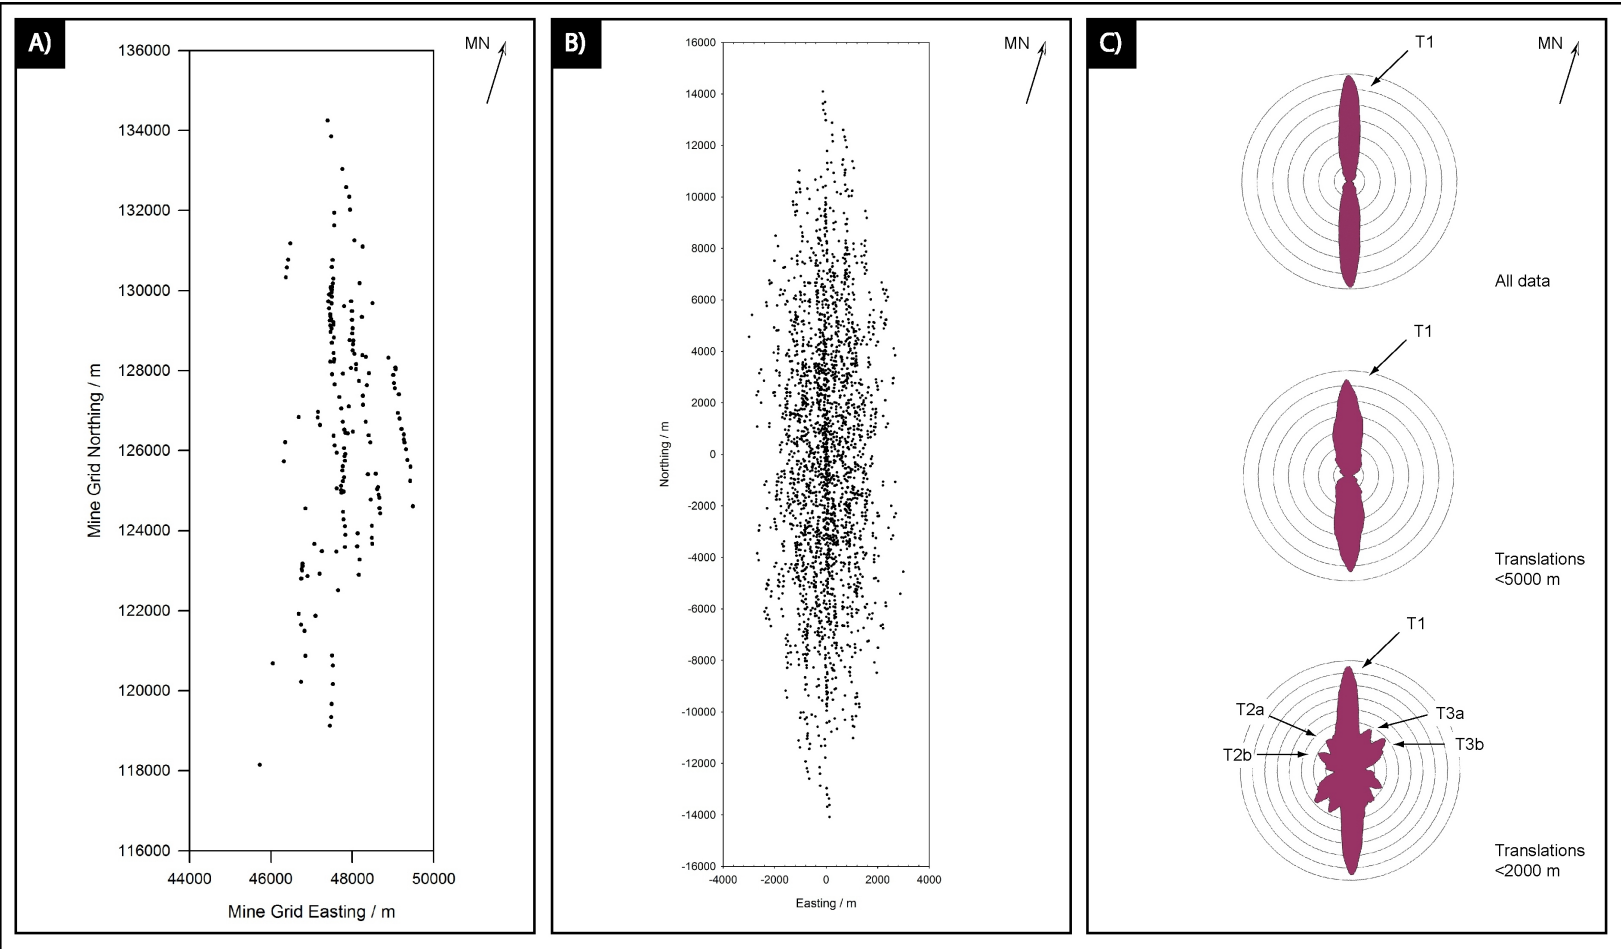 A)
MN
136000
134000
132000
130000
128000
126000
124000
122000
120000
118000
116000
44000 46000 48000 50000
Mine Grid Easting / m
Mine Grid Northing / m
B)
MN
16000
14000
12000
10000
8000
6000
4000
2000
0
-2000
-4000
-6000
-8000
-10000
-12000
-14000
-16000
-4000 -2000 0 2000 4000
Easting / m
Northing / m
C)
MN
T1
All data
T1
Translations
<5000 m
T1
T2a
T3a
T2b
T3b
Translations
<2000 m